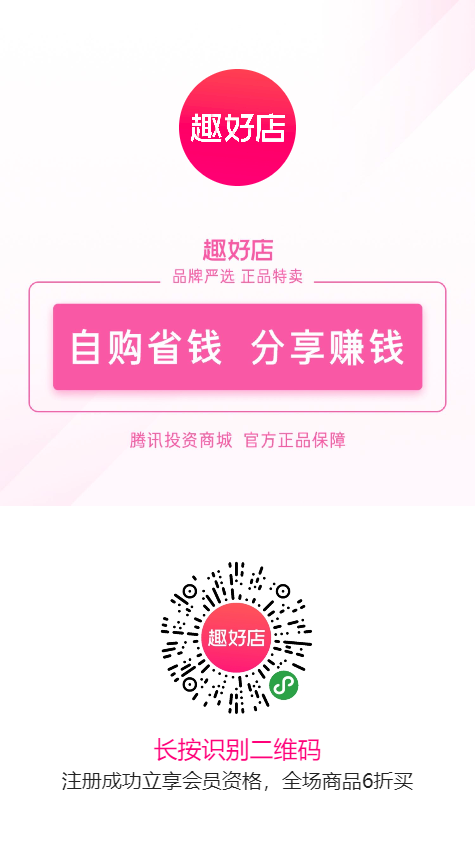 趣好店
趣好店
品牌严选 正品特卖
自购省钱 分享赚钱
腾讯投资商城 官方正品保障
趣好店
长按识别二维码
注册成功立享会员资格，全场商品6折买